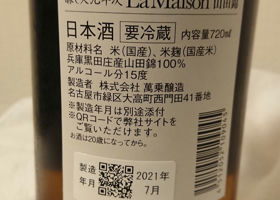 La Maison 山田錦
日本酒 要冷蔵 内容量720ml
原材料名 米(国産)、米麹(国産米)
兵庫黒田庄産山田錦100%
アルコール分15度
製造者 株式会社 萬乗醸造
名古屋市緑区大高町西門田41番地
※製造年月は別途添付
※QRコードで弊社サイトを
ご覧いただけます。
お酒は20歳になってから。
製造
年月
2021年
7月